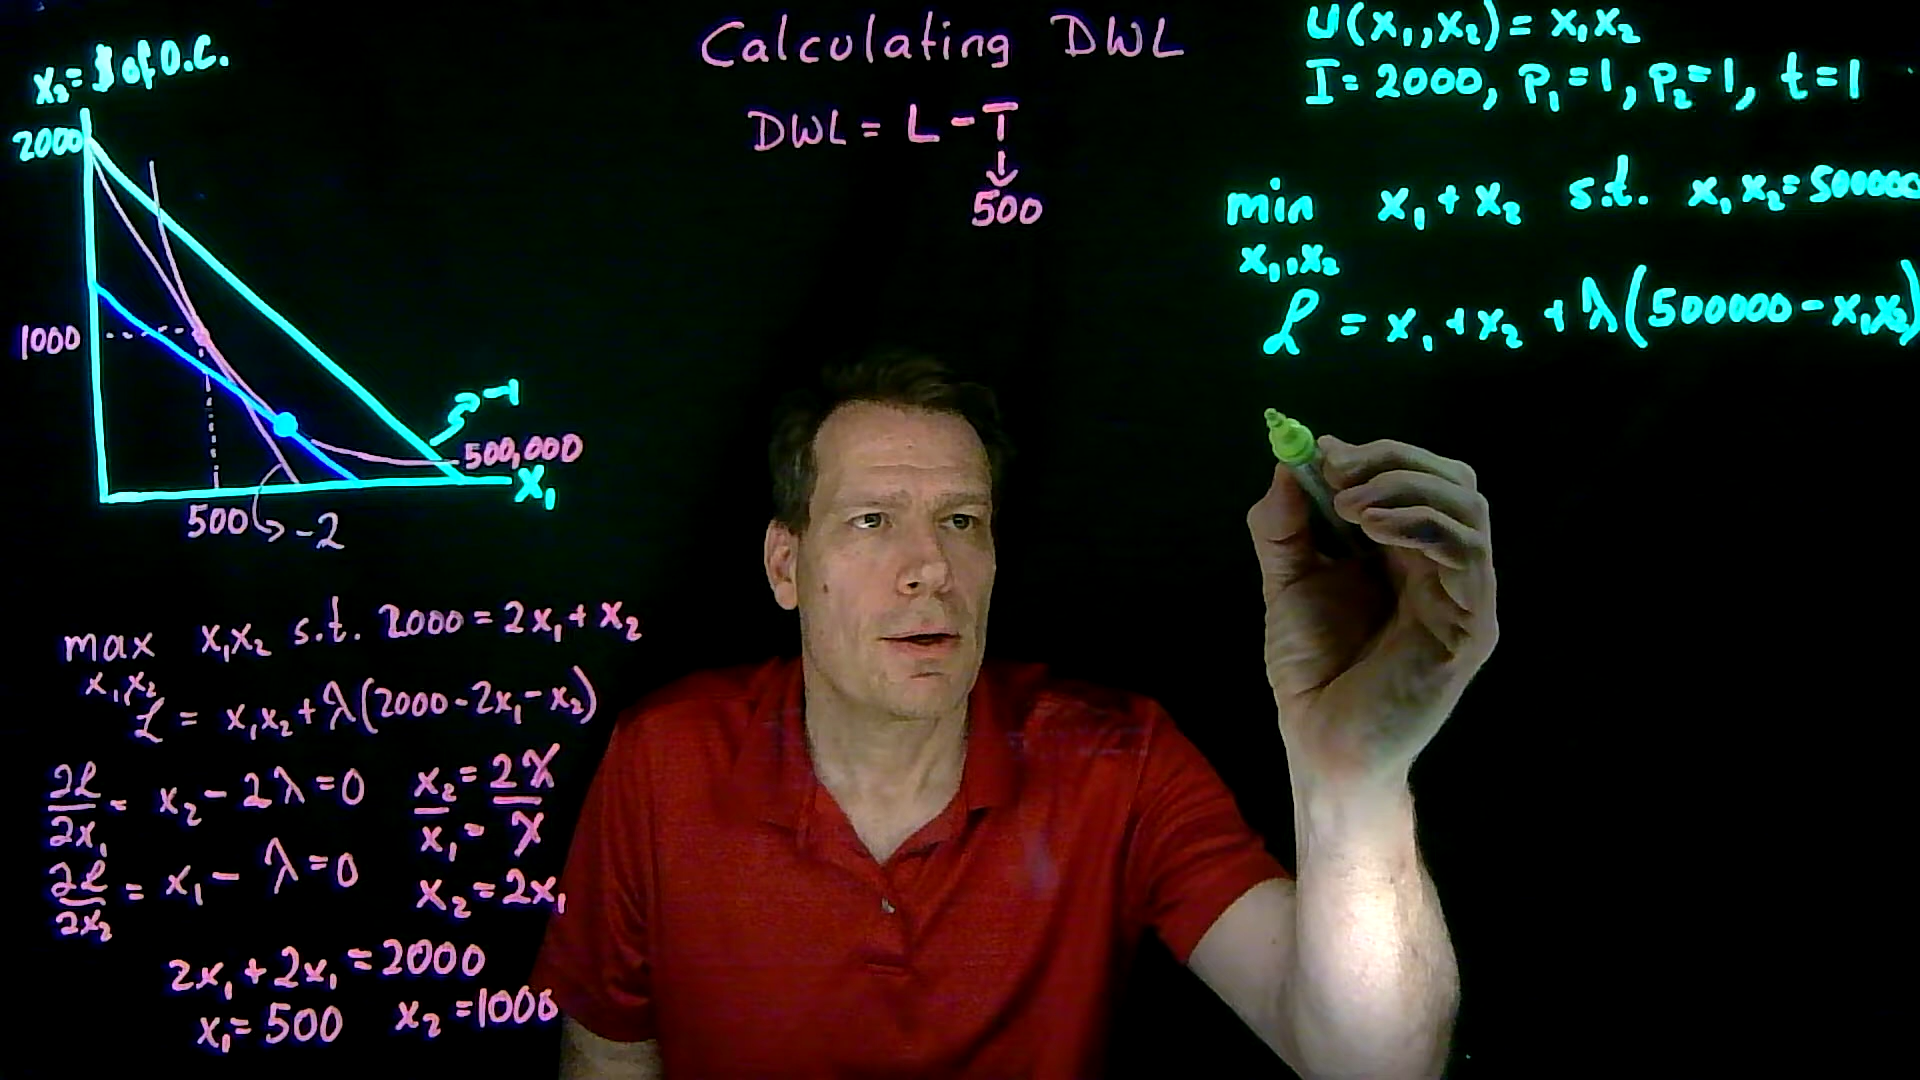 Calculating DWL
DWL = L - T
500
x₂ = $ of O.C.
2000
1000
-1
500,000
x₁
500
-2
max x₁x₂ s.t. 2000 = 2x₁ + x₂
x₁,x₂
ℒ = x₁x₂ + λ(2000 - 2x₁ - x₂)
∂ℒ/∂x₁ = x₂ - 2λ = 0
∂ℒ/∂x₂ = x₁ - λ = 0
x₂/x₁ = 2λ/λ
x₂ = 2x₁
2x₁ + 2x₁ = 2000
x₁ = 500 x₂ = 1000
U(x₁,x₂) = x₁x₂
I = 2000, P₁ = 1, P₂ = 1, t = 1
min x₁ + x₂ s.t. x₁x₂ = 500000
x₁,x₂
ℒ = x₁ + x₂ + λ(500000 - x₁x₂)